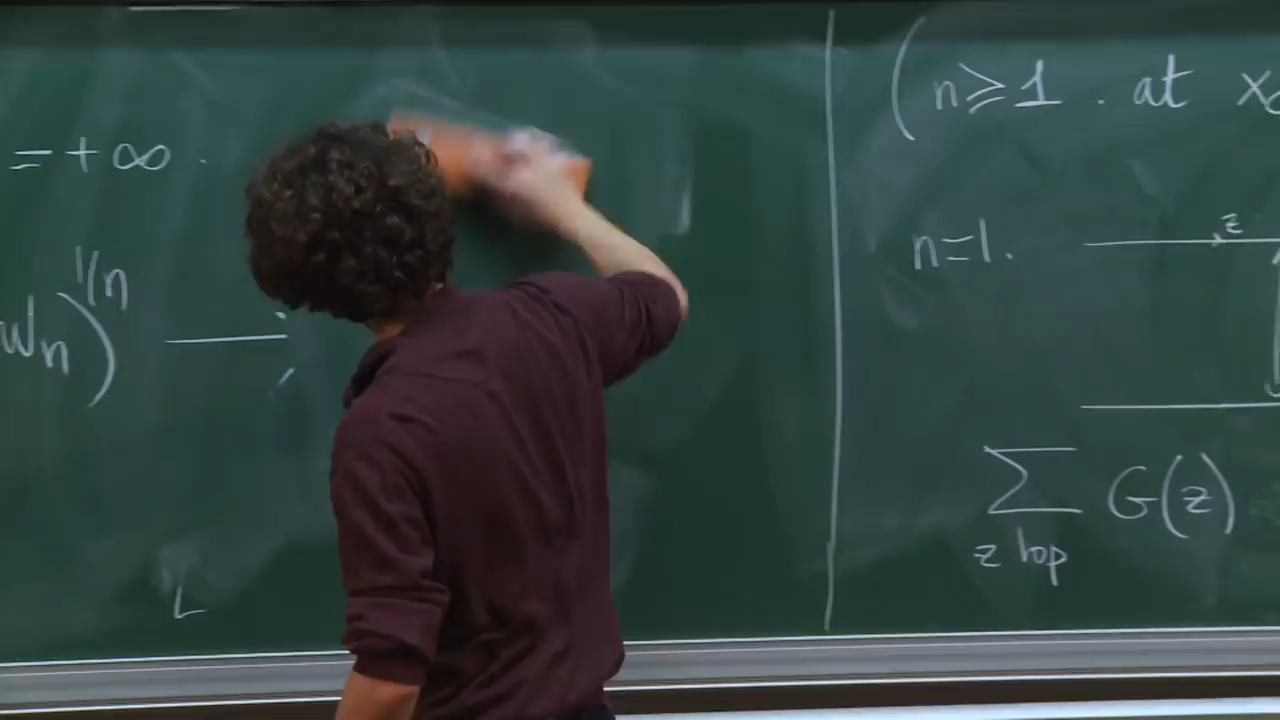 = + ∞ .
wn)^1/n —
L
( n ⩾ 1 . at x
n=1.
z
∑ G(z)
z top